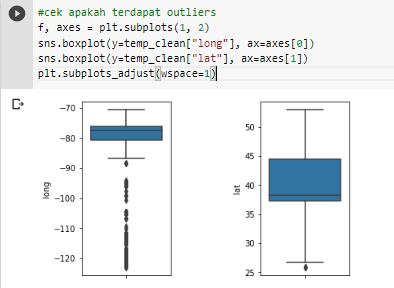 #cek apakah terdapat outliers
f, axes = plt.subplots(1, 2)
sns.boxplot(y=temp_clean["long"], ax=axes[0])
sns.boxplot(y=temp_clean["lat"], ax=axes[1])
plt.subplots_adjust(wspace=1)
−70
−80
−90
−100
−110
−120
long
50
45
40
35
30
25
lat